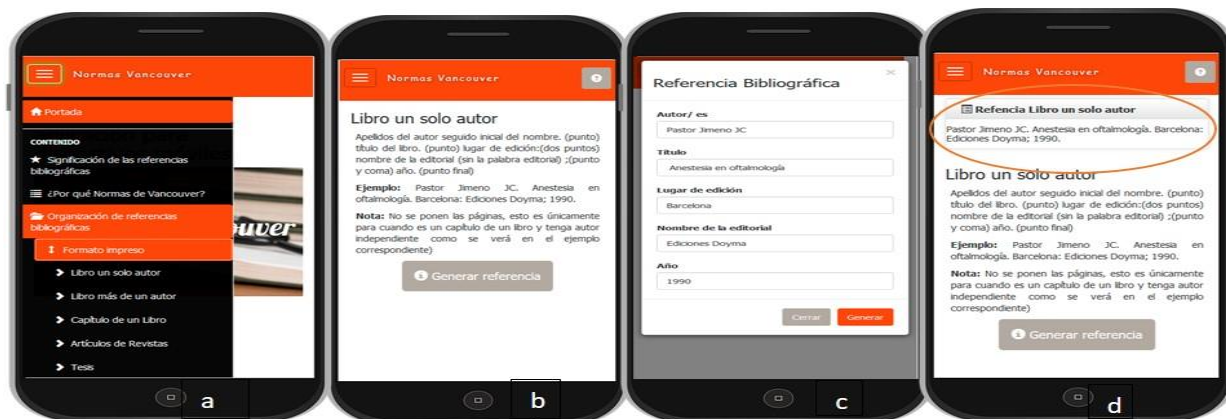 Normas Vancouver
Portada
CONTENIDO
Significación de las referencias
bibliográficas
¿Por qué Normas de Vancouver?
Organización de referencias
bibliográficas
Formato impreso
Libro un solo autor
Libro más de un autor
Capítulo de un Libro
Artículos de Revistas
Tesis
a
Normas Vancouver
Libro un solo autor
Apellidos del autor seguido inicial del nombre. (punto)
título del libro. (punto) lugar de edición:(dos puntos)
nombre de la editorial (sin la palabra editorial) ;(punto
y coma) año. (punto final)
Ejemplo: Pastor Jimeno JC. Anestesia en
oftalmología. Barcelona: Ediciones Doyma; 1990.
Nota: No se ponen las páginas, esto es únicamente
para cuando es un capítulo de un libro y tenga autor
independiente como se verá en el ejemplo
correspondiente)
Generar referencia
b
Referencia Bibliográfica
×
Autor/ es
Pastor Jimeno JC
Título
Anestesia en oftalmología
Lugar de edición
Barcelona
Nombre de la editorial
Ediciones Doyma
Año
1990
Cerrar Generar
c
Normas Vancouver
Refencia Libro un solo autor
Pastor Jimeno JC. Anestesia en oftalmología. Barcelona:
Ediciones Doyma; 1990.
Libro un solo autor
Apellidos del autor seguido inicial del nombre. (punto)
título del libro. (punto) lugar de edición:(dos puntos)
nombre de la editorial (sin la palabra editorial) ;(punto
y coma) año. (punto final)
Ejemplo: Pastor Jimeno JC. Anestesia en
oftalmología. Barcelona: Ediciones Doyma; 1990.
Nota: No se ponen las páginas, esto es únicamente
para cuando es un capítulo de un libro y tenga autor
independiente como se verá en el ejemplo
correspondiente)
Generar referencia
d